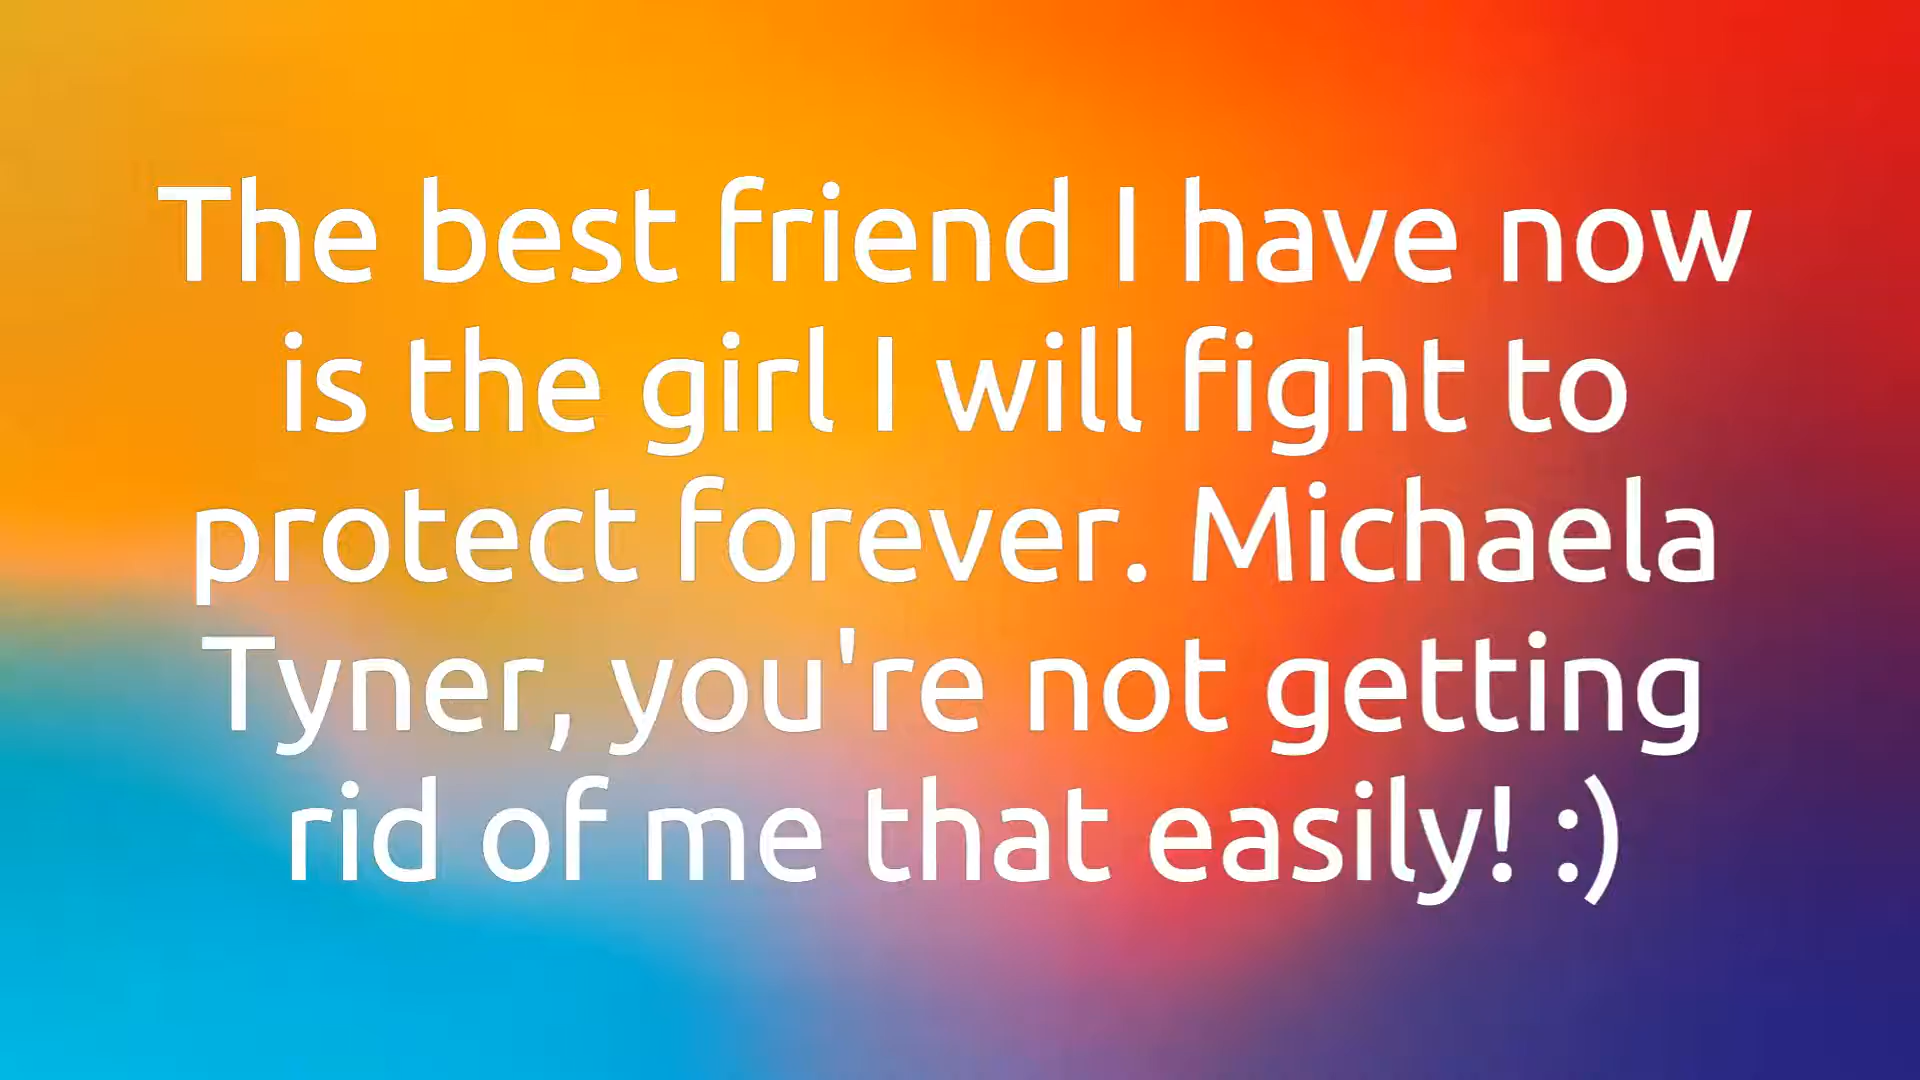 The best friend I have now
is the girl I will fight to
protect forever. Michaela
Tyner, you're not getting
rid of me that easily! :)